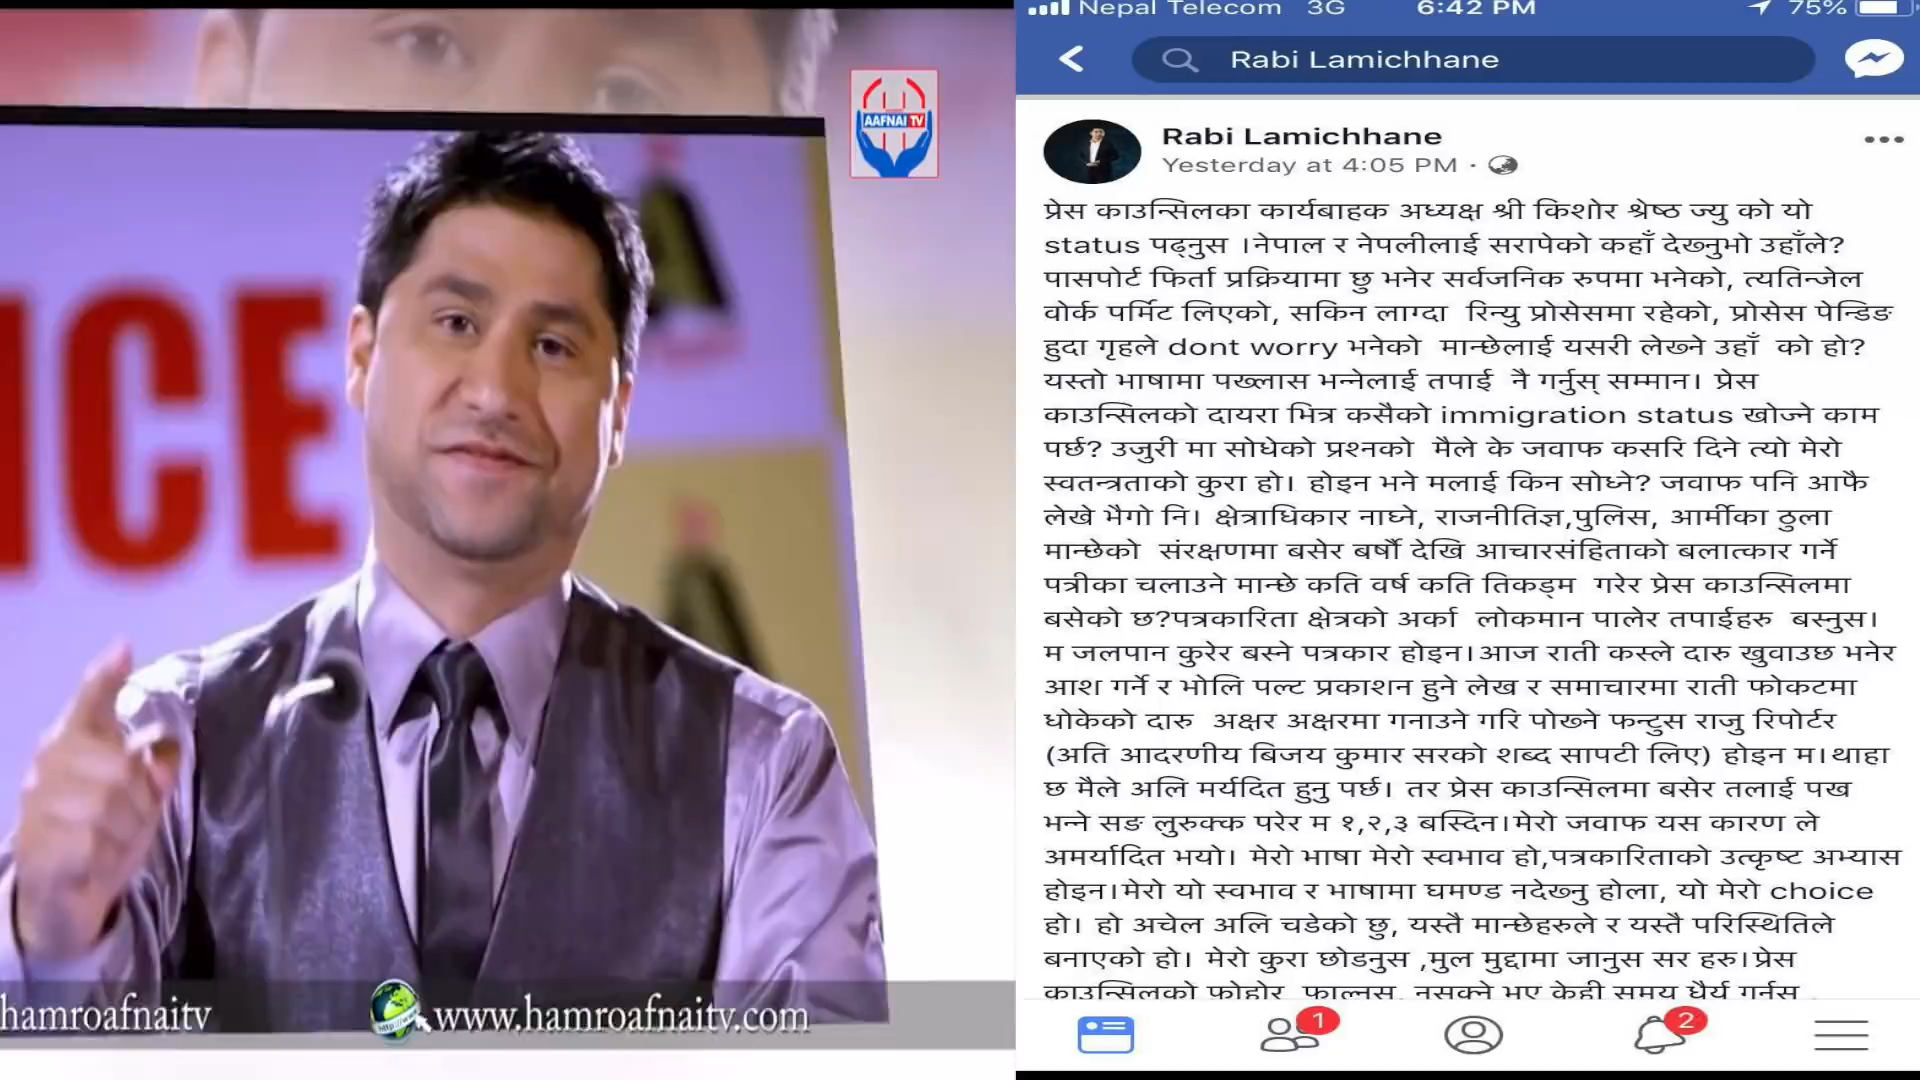 ICE
AAFNAI TV
hamroafnaitv
http://www
www.hamroafnaitv.com
Nepal Telecom 3G 6:42 PM 75%
Rabi Lamichhane
Rabi Lamichhane
Yesterday at 4:05 PM ·
प्रेस काउन्सिलका कार्यबाहक अध्यक्ष श्री किशोर श्रेष्ठ ज्यु को यो
status पढ्नुस ।नेपाल र नेपलीलाई सरापेको कहाँ देख्नुभो उहाँले?
पासपोर्ट फिर्ता प्रक्रियामा छु भनेर सर्वजनिक रुपमा भनेको, त्यतिन्जेल
वोर्क पर्मिट लिएको, सकिन लाग्दा रिन्यु प्रोसेसमा रहेको, प्रोसेस पेन्डिङ
हुदा गृहले dont worry भनेको मान्छेलाई यसरी लेख्ने उहाँ को हो?
यस्तो भाषामा पख्लास भन्नेलाई तपाई नै गर्नुस् सम्मान। प्रेस
काउन्सिलको दायरा भित्र कसैको immigration status खोज्ने काम
पर्छ? उजुरी मा सोधेको प्रश्नको मैले के जवाफ कसरि दिने त्यो मेरो
स्वतन्त्रताको कुरा हो। होइन भने मलाई किन सोध्ने? जवाफ पनि आफै
लेखे भैगो नि। क्षेत्राधिकार नाघ्ने, राजनीतिज्ञ,पुलिस, आर्मीका ठुला
मान्छेको संरक्षणमा बसेर बर्षौ देखि आचारसंहिताको बलात्कार गर्ने
पत्रीका चलाउने मान्छे कति वर्ष कति तिकड्म गरेर प्रेस काउन्सिलमा
बसेको छ?पत्रकारिता क्षेत्रको अर्का लोकमान पालेर तपाईहरु बस्नुस।
म जलपान कुरेर बस्ने पत्रकार होइन।आज राती कस्ले दारु खुवाउछ भनेर
आश गर्ने र भोलि पल्ट प्रकाशन हुने लेख र समाचारमा राती फोकटमा
धोकेको दारु अक्षर अक्षरमा गनाउने गरि पोख्ने फन्टुस राजु रिपोर्टर
(अति आदरणीय बिजय कुमार सरको शब्द सापटी लिए) होइन म।थाहा
छ मैले अलि मर्यदित हुनु पर्छ। तर प्रेस काउन्सिलमा बसेर तलाई पख
भन्ने सङ लुरुक्क परेर म १,२,३ बस्दिन।मेरो जवाफ यस कारण ले
अमर्यादित भयो। मेरो भाषा मेरो स्वभाव हो,पत्रकारिताको उत्कृष्ट अभ्यास
होइन।मेरो यो स्वभाव र भाषामा घमण्ड नदेख्नु होला, यो मेरो choice
हो। हो अचेल अलि चडेको छु, यस्तै मान्छेहरुले र यस्तै परिस्थितिले
बनाएको हो। मेरो कुरा छोडनुस ,मुल मुद्दामा जानुस सर हरु।प्रेस
काउन्सिलको फोहोर फाल्नुस, नसक्ने भए केही समय धैर्य गर्नुस
1
2